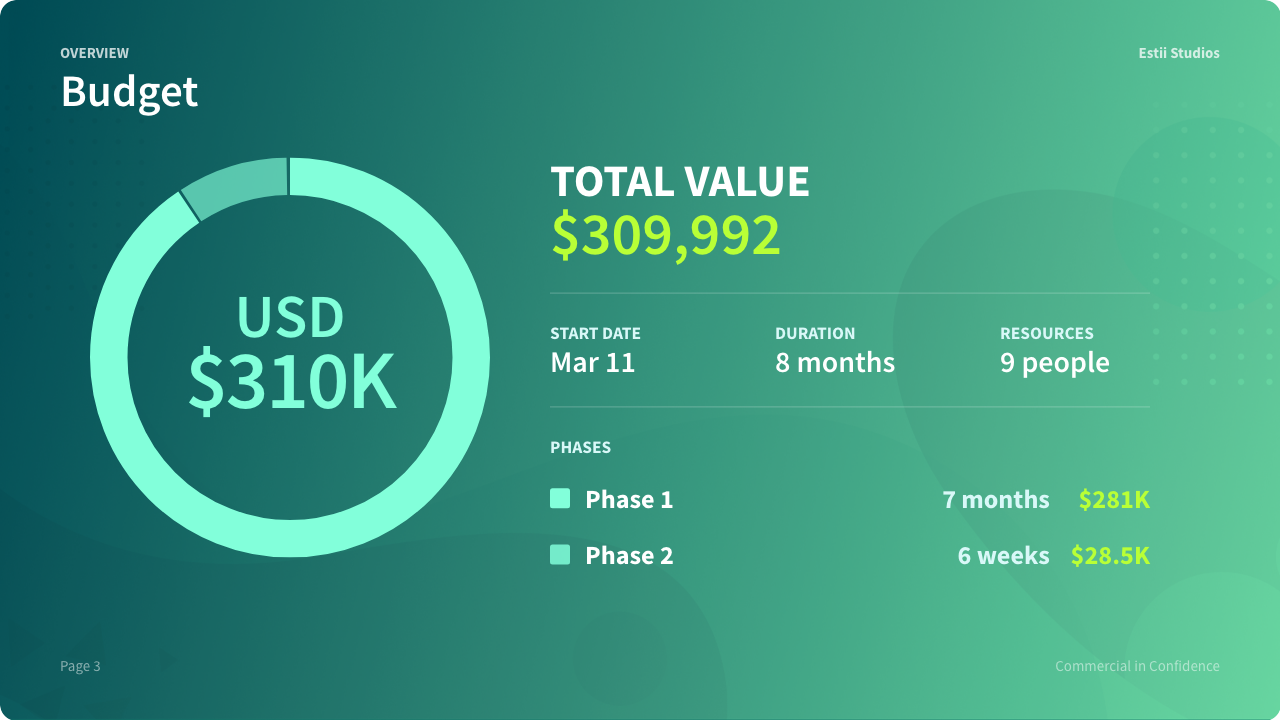 OVERVIEW
Estii Studios
Budget
USD
$310K
TOTAL VALUE
$309,992
START DATE
Mar 11
DURATION
8 months
RESOURCES
9 people
PHASES
Phase 1 7 months $281K
Phase 2 6 weeks $28.5K
Page 3
Commercial in Confidence